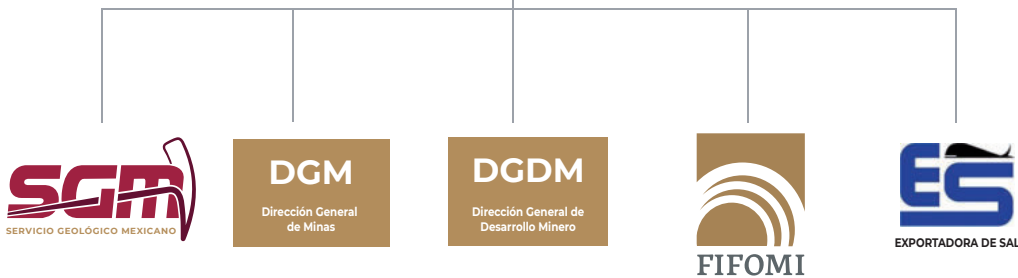 SGM
SERVICIO GEOLÓGICO MEXICANO
DGM
Dirección General
de Minas
DGDM
Dirección General de
Desarrollo Minero
FIFOMI
ES
EXPORTADORA DE SAL